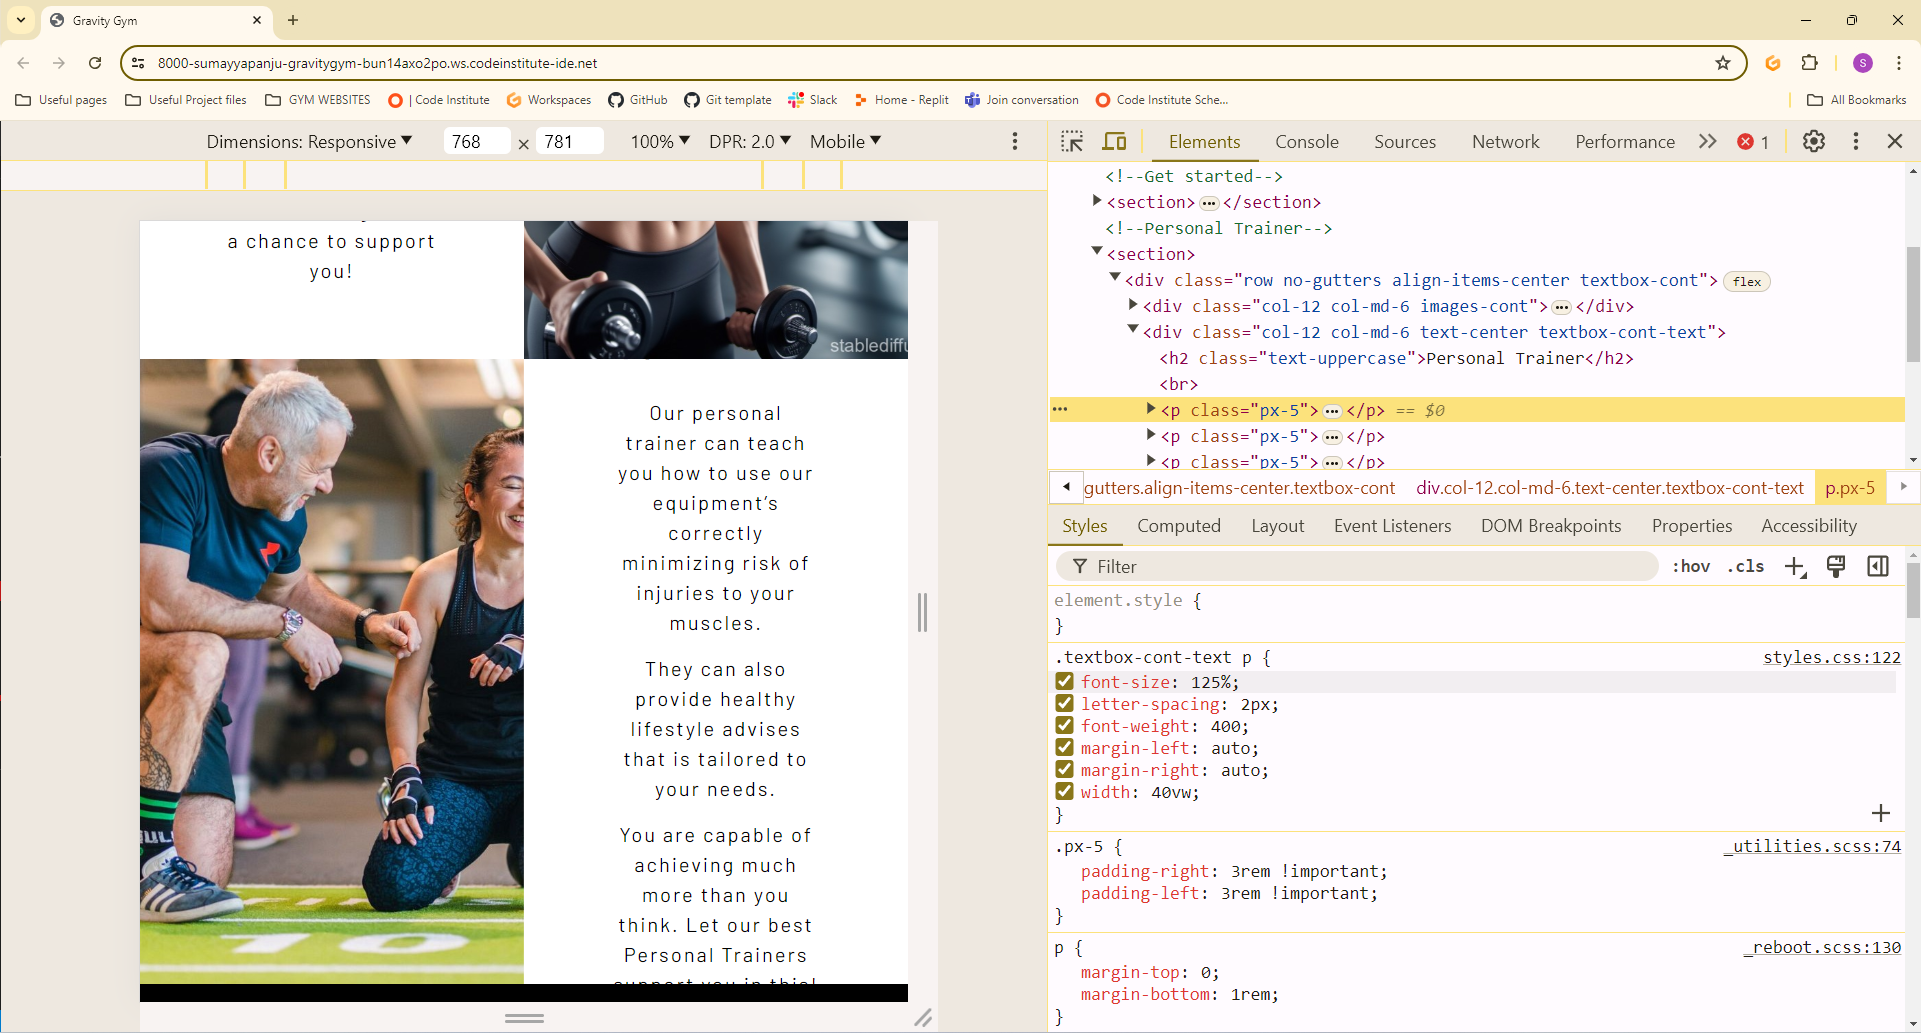 Gravity Gym
8000-sumayyapanju-gravitygym-bun14axo2po.ws.codeinstitute-ide.net
S
Useful pages
Useful Project files
GYM WEBSITES
| Code Institute
Workspaces
GitHub
Git template
Slack
Home - Replit
Join conversation
Code Institute Sche...
All Bookmarks
Dimensions: Responsive
768 × 781
100%
DPR: 2.0
Mobile
a chance to support
you!
stablediffu
Our personal
trainer can teach
you how to use our
equipment's
correctly
minimizing risk of
injuries to your
muscles.
They can also
provide healthy
lifestyle advises
that is tailored to
your needs.
You are capable of
achieving much
more than you
think. Let our best
Personal Trainers
support you in this!
10
Elements
Console
Sources
Network
Performance
1
<!--Get started-->
<section> ··· </section>
<!--Personal Trainer-->
<section>
<div class="row no-gutters align-items-center textbox-cont"> flex
<div class="col-12 col-md-6 images-cont"> ··· </div>
<div class="col-12 col-md-6 text-center textbox-cont-text">
<h2 class="text-uppercase">Personal Trainer</h2>
<br>
··· <p class="px-5"> ··· </p> == $0
<p class="px-5"> ··· </p>
<p class="px-5"> ··· </p>
gutters.align-items-center.textbox-cont
div.col-12.col-md-6.text-center.textbox-cont-text
p.px-5
Styles
Computed
Layout
Event Listeners
DOM Breakpoints
Properties
Accessibility
Filter
:hov
.cls
element.style {
}
.textbox-cont-text p {
styles.css:122
font-size: 125%;
letter-spacing: 2px;
font-weight: 400;
margin-left: auto;
margin-right: auto;
width: 40vw;
}
.px-5 {
_utilities.scss:74
padding-right: 3rem !important;
padding-left: 3rem !important;
}
p {
_reboot.scss:130
margin-top: 0;
margin-bottom: 1rem;
}